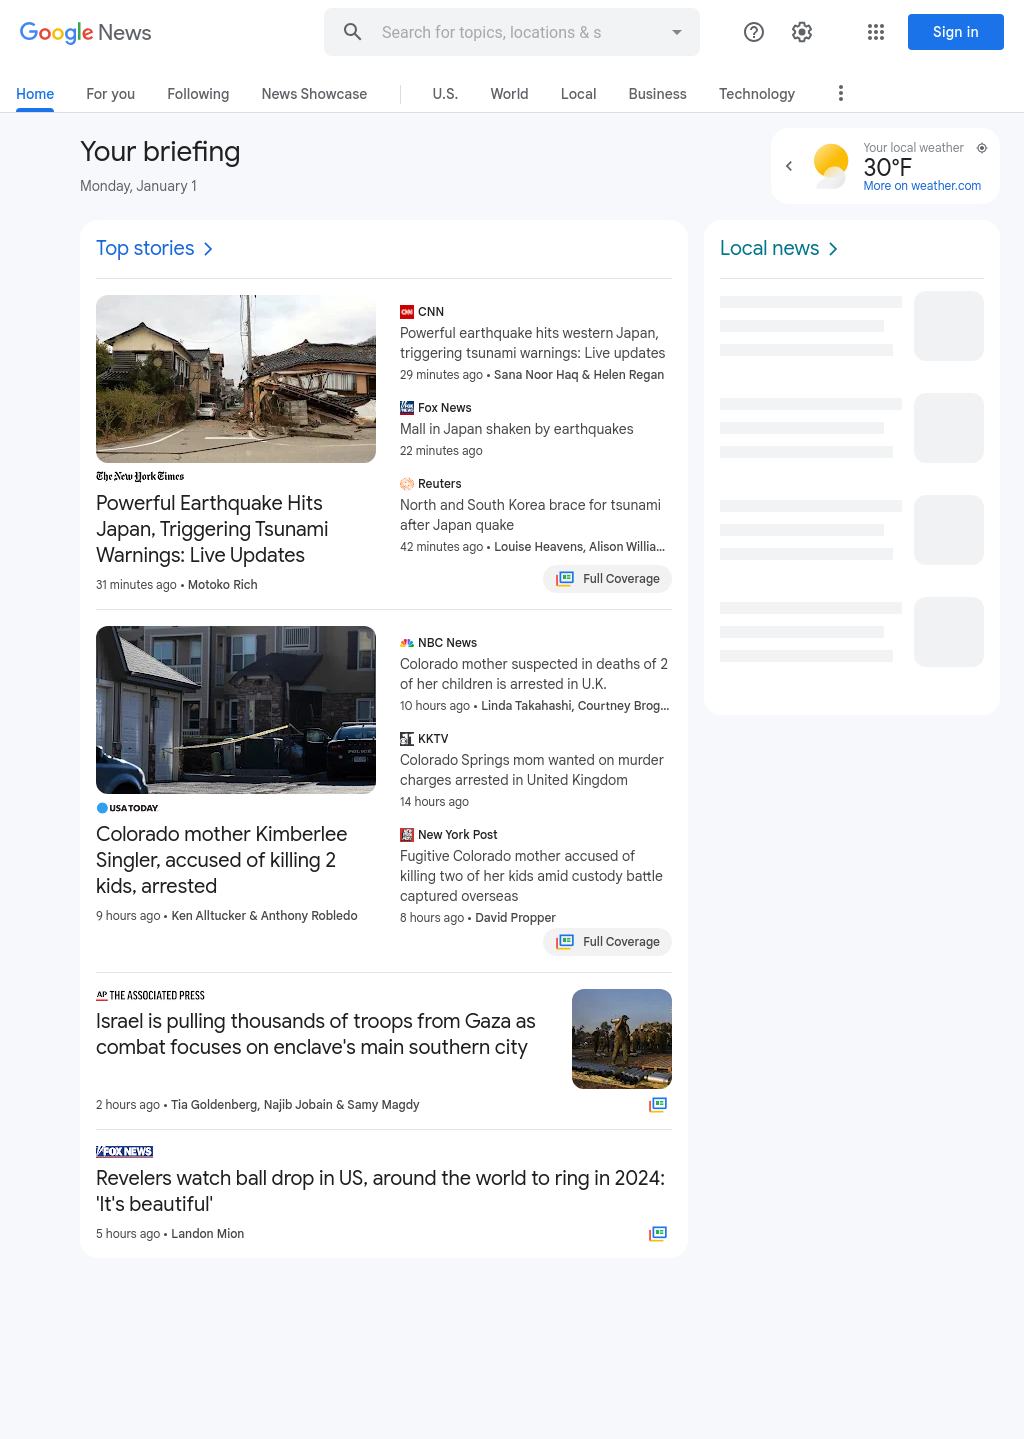 Google News
Search for topics, locations & s
Sign in
Home
For you
Following
News Showcase
U.S.
World
Local
Business
Technology
Your briefing
Monday, January 1
Your local weather
30°F
More on weather.com
Top stories
The New York Times
Powerful Earthquake Hits
Japan, Triggering Tsunami
Warnings: Live Updates
31 minutes ago • Motoko Rich
CNN
Powerful earthquake hits western Japan,
triggering tsunami warnings: Live updates
29 minutes ago • Sana Noor Haq & Helen Regan
Fox News
Mall in Japan shaken by earthquakes
22 minutes ago
Reuters
North and South Korea brace for tsunami
after Japan quake
42 minutes ago • Louise Heavens, Alison Willia...
Full Coverage
USA TODAY
Colorado mother Kimberlee
Singler, accused of killing 2
kids, arrested
9 hours ago • Ken Alltucker & Anthony Robledo
NBC News
Colorado mother suspected in deaths of 2
of her children is arrested in U.K.
10 hours ago • Linda Takahashi, Courtney Brog...
KKTV
Colorado Springs mom wanted on murder
charges arrested in United Kingdom
14 hours ago
New York Post
Fugitive Colorado mother accused of
killing two of her kids amid custody battle
captured overseas
8 hours ago • David Propper
Full Coverage
AP THE ASSOCIATED PRESS
Israel is pulling thousands of troops from Gaza as
combat focuses on enclave's main southern city
2 hours ago • Tia Goldenberg, Najib Jobain & Samy Magdy
FOX NEWS
Revelers watch ball drop in US, around the world to ring in 2024:
'It's beautiful'
5 hours ago • Landon Mion
Local news